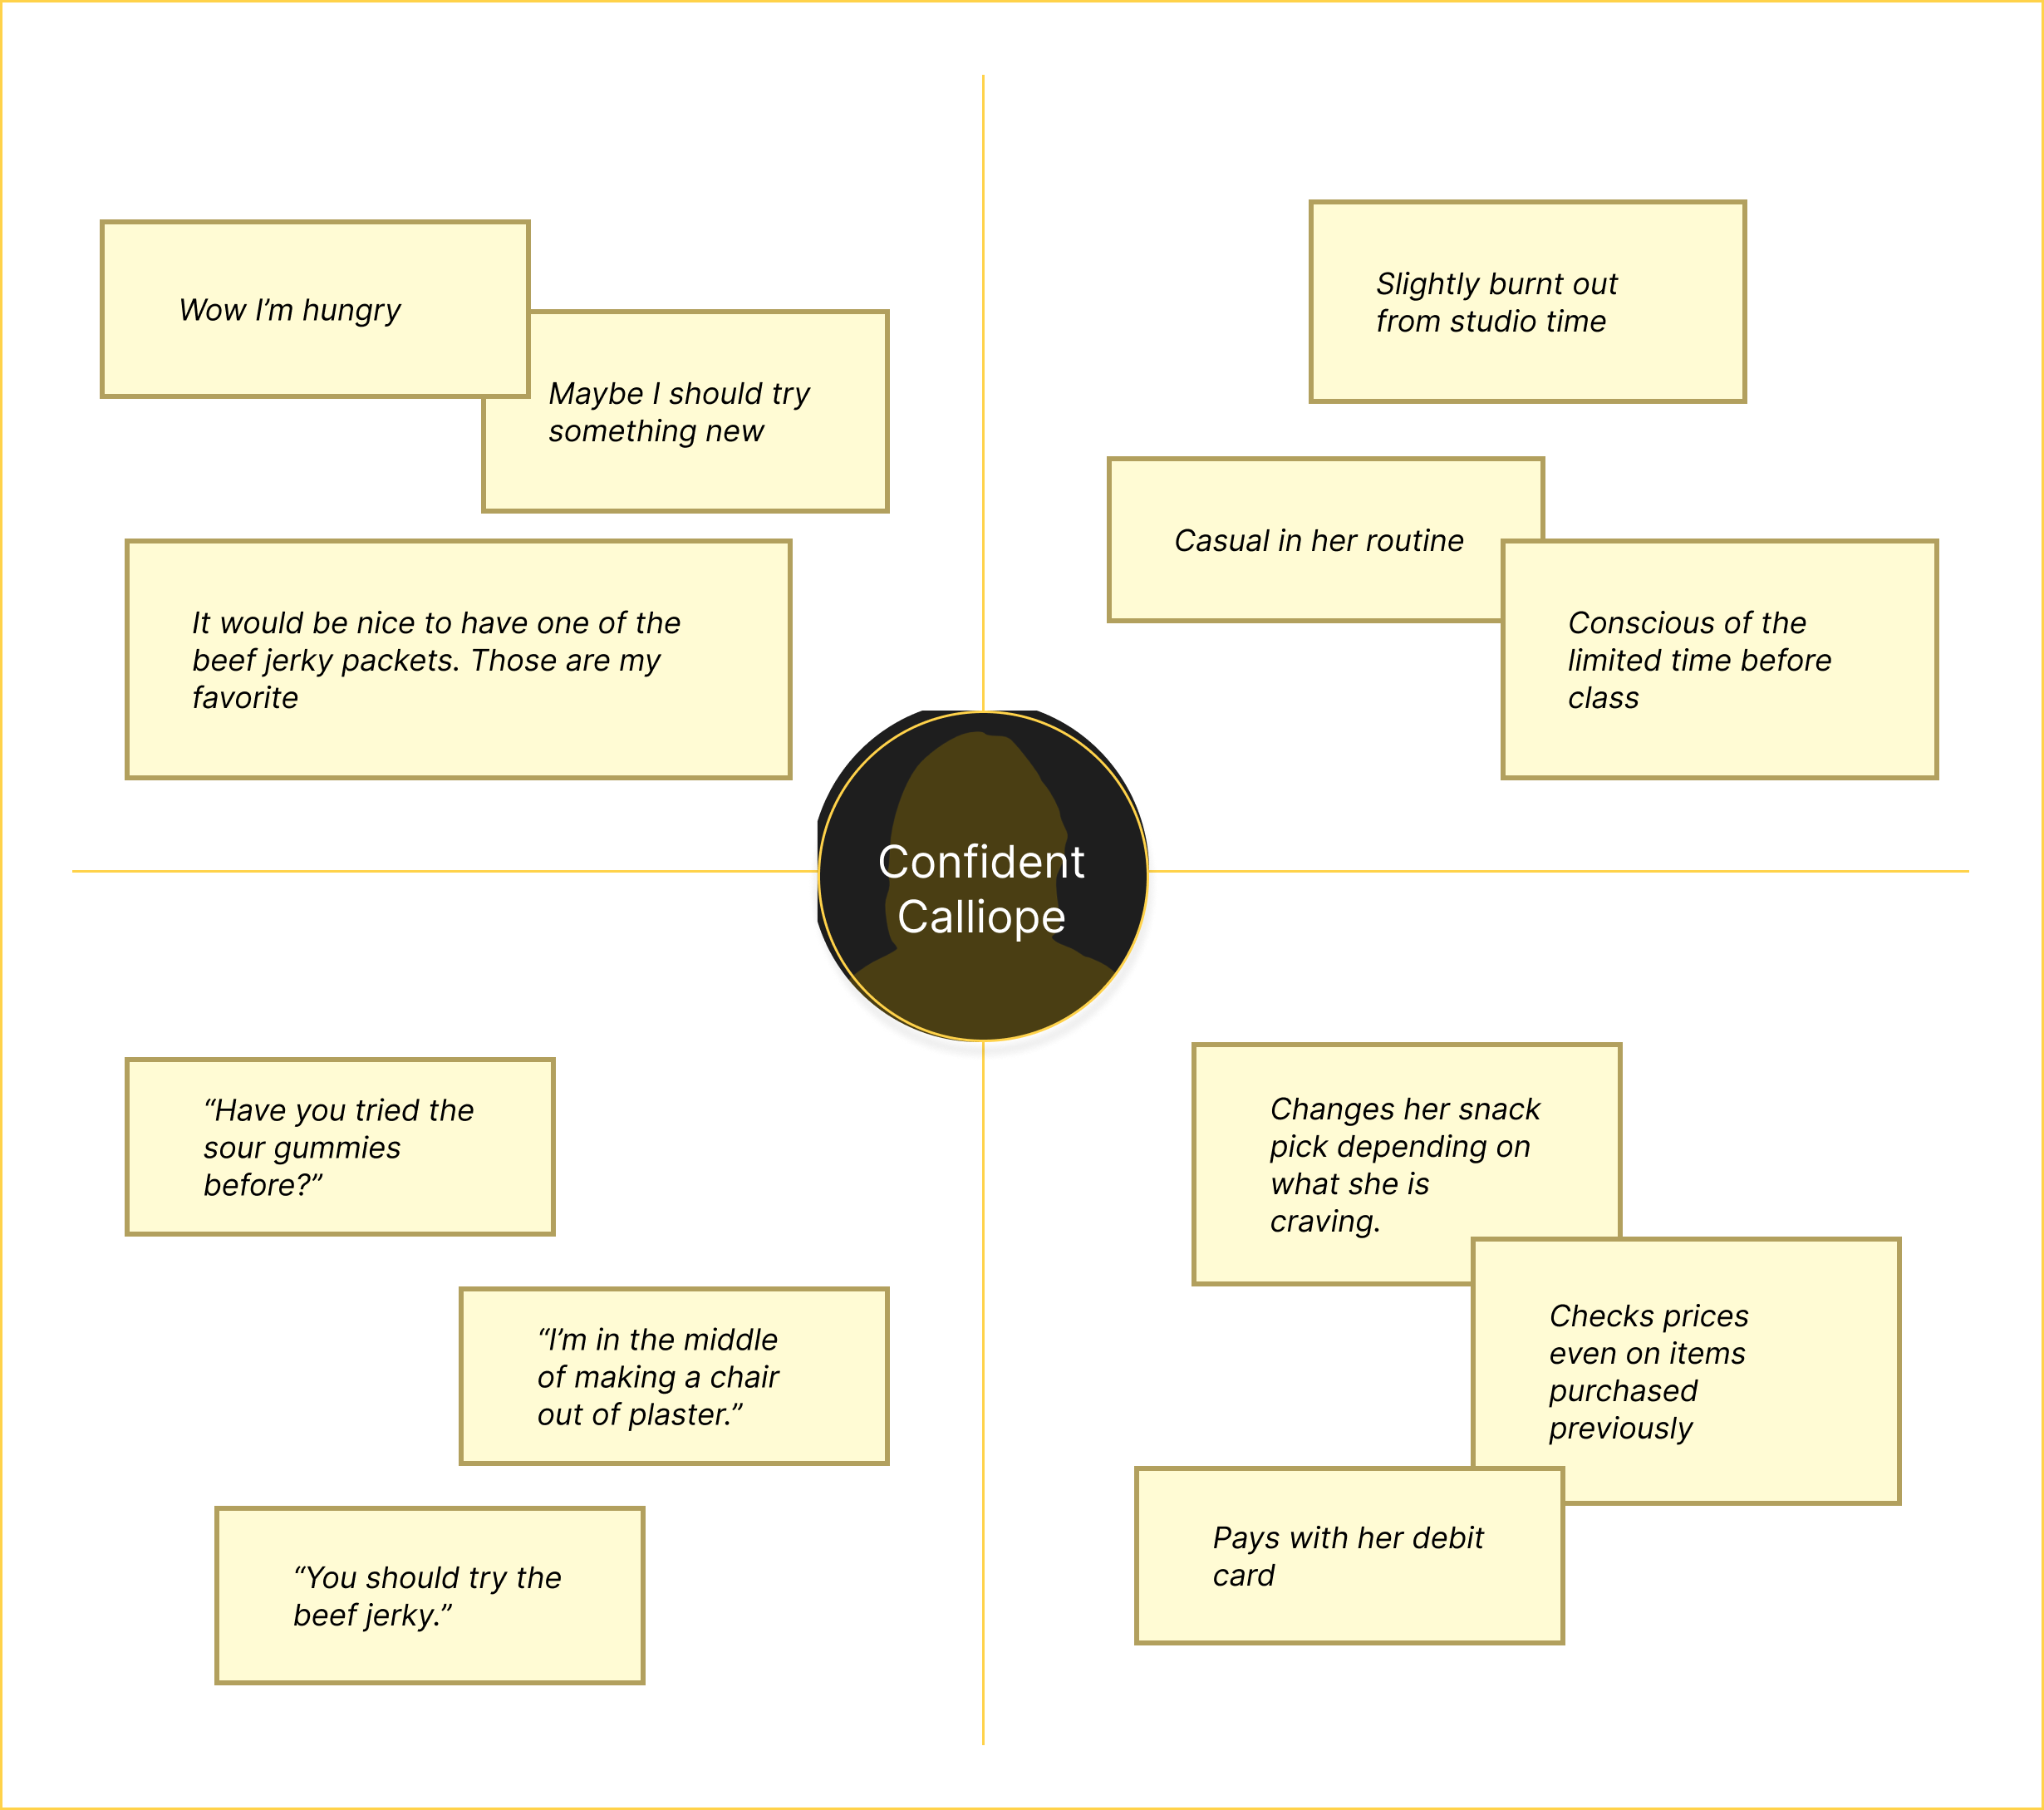 Wow I’m hungry
Maybe I should try
something new
It would be nice to have one of the
beef jerky packets. Those are my
favorite
Slightly burnt out
from studio time
Casual in her routine
Conscious of the
limited time before
class
Confident
Calliope
“Have you tried the
sour gummies
before?”
“I’m in the middle
of making a chair
out of plaster.”
“You should try the
beef jerky.”
Changes her snack
pick depending on
what she is
craving.
Checks prices
even on items
purchased
previously
Pays with her debit
card